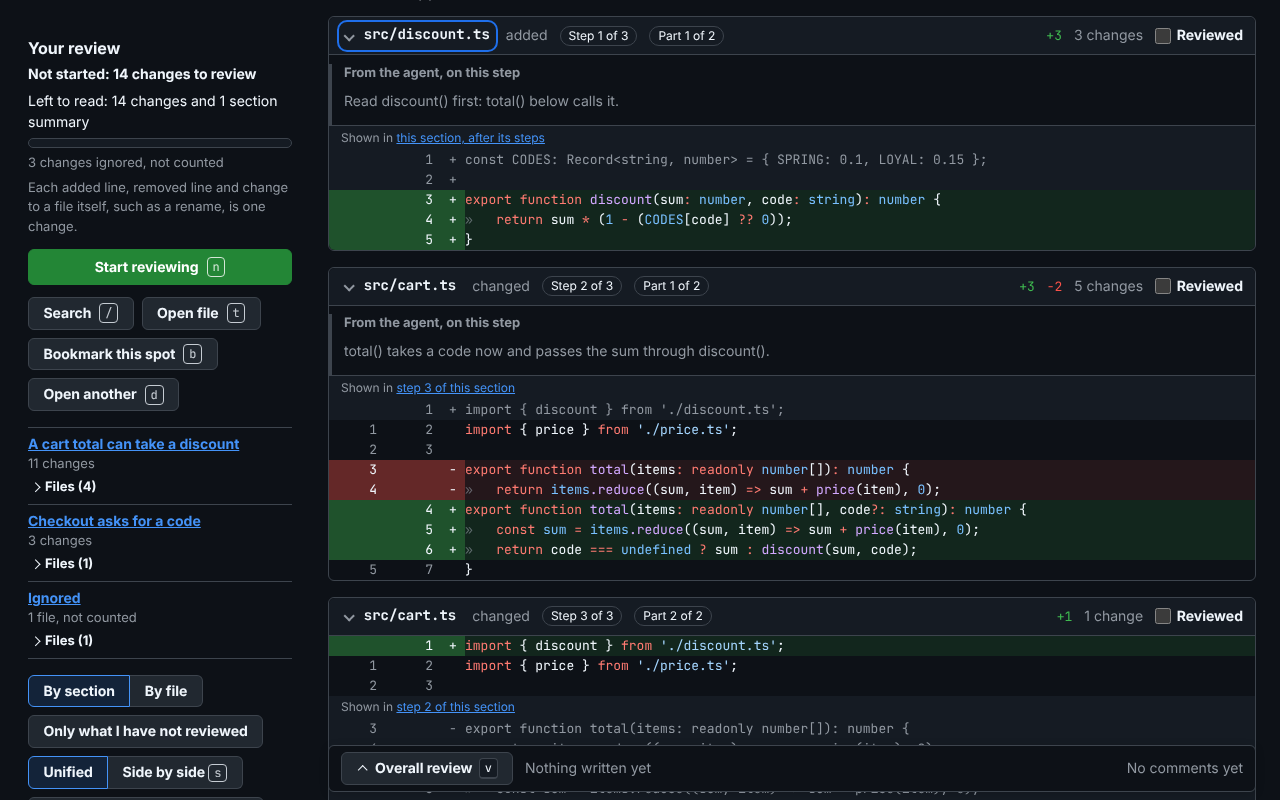 Your review
Not started: 14 changes to review
Left to read: 14 changes and 1 section
summary
3 changes ignored, not counted
Each added line, removed line and change
to a file itself, such as a rename, is one
change.
Start reviewing n
Search / Open file t
Bookmark this spot b
Open another d
A cart total can take a discount
11 changes
Files (4)
Checkout asks for a code
3 changes
Files (1)
Ignored
1 file, not counted
Files (1)
By section By file
Only what I have not reviewed
Unified Side by side s
src/discount.ts added Step 1 of 3 Part 1 of 2 +3 3 changes Reviewed
From the agent, on this step
Read discount() first: total() below calls it.
Shown in this section, after its steps
1 + const CODES: Record<string, number> = { SPRING: 0.1, LOYAL: 0.15 };
2 +
3 + export function discount(sum: number, code: string): number {
4 + » return sum * (1 - (CODES[code] ?? 0));
5 + }
src/cart.ts changed Step 2 of 3 Part 1 of 2 +3 -2 5 changes Reviewed
From the agent, on this step
total() takes a code now and passes the sum through discount().
Shown in step 3 of this section
1 + import { discount } from './discount.ts';
1 2 import { price } from './price.ts';
2 3
3 - export function total(items: readonly number[]): number {
4 - » return items.reduce((sum, item) => sum + price(item), 0);
4 + export function total(items: readonly number[], code?: string): number {
5 + » const sum = items.reduce((sum, item) => sum + price(item), 0);
6 + » return code === undefined ? sum : discount(sum, code);
5 7 }
src/cart.ts changed Step 3 of 3 Part 2 of 2 +1 1 change Reviewed
1 + import { discount } from './discount.ts';
1 2 import { price } from './price.ts';
2 3
Shown in step 2 of this section
3 - export function total(items: readonly number[]): number {
Overall review v Nothing written yet No comments yet